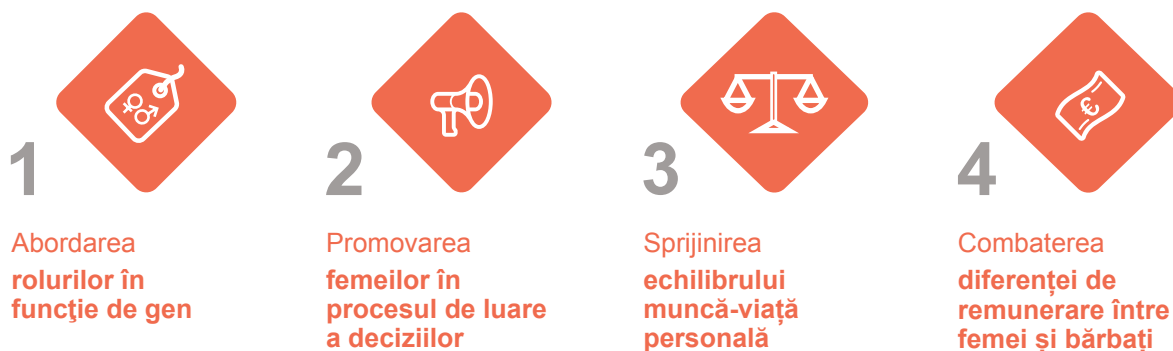 1
Abordarea
rolurilor în
funcţie de gen
2
Promovarea
femeilor în
procesul de luare
a deciziilor
3
Sprijinirea
echilibrului
muncă-viață
personală
4
€
Combaterea
diferenței de
remunerare între
femei și bărbați